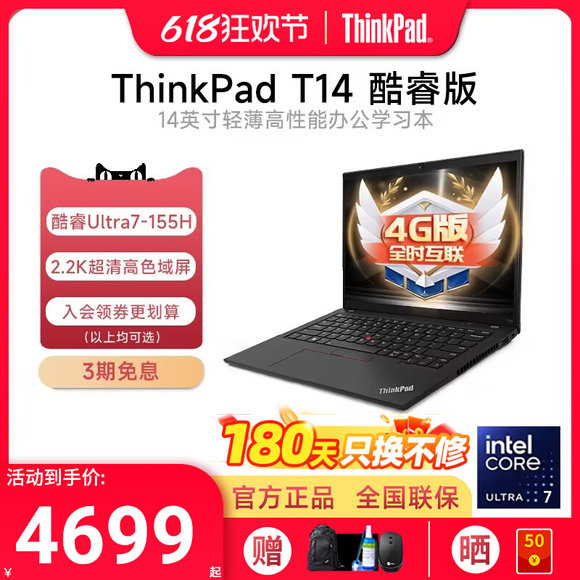 618狂欢节 ThinkPad
ThinkPad T14 酷睿版
14英寸轻薄高性能办公学习本
酷睿Ultra7-155H
2.2K超清高色域屏
入会领券更划算
(以上均可选)
3期免息
4G版
全时互联
ThinkPad
180天只换不修
intel
CORE
ULTRA 7
活动到手价:
官方正品 全国联保
¥4699起
赠
晒
50
¥